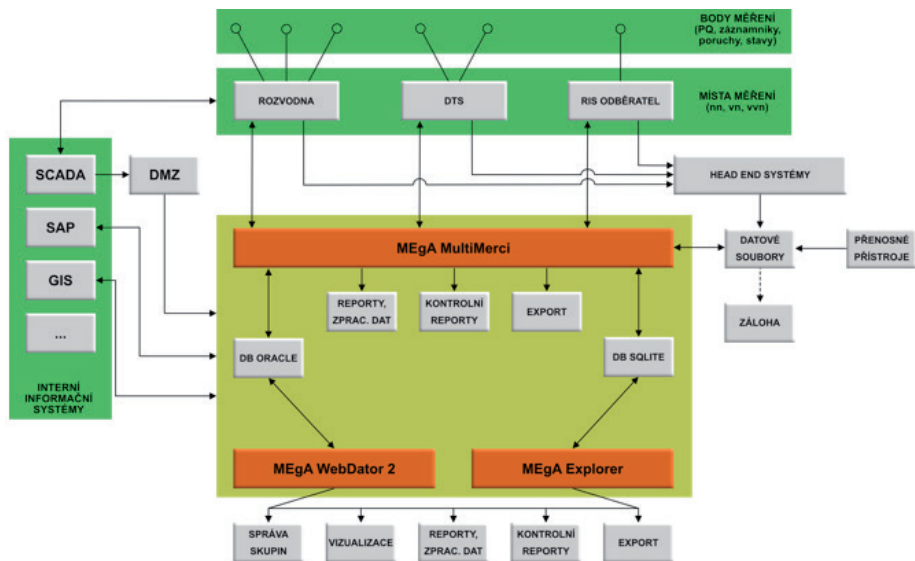 BODY MĚŘENÍ
(PQ, záznamníky,
poruchy, stavy)
ROZVODNA
DTS
RIS ODBĚRATEL
MÍSTA MĚŘENÍ
(nn, vn, vvn)
SCADA
DMZ
HEAD END SYSTÉMY
SAP
GIS
...
INTERNÍ
INFORMAČNÍ
SYSTÉMY
MEgA MultiMerci
DATOVÉ
SOUBORY
PŘENOSNÉ
PŘÍSTROJE
REPORTY,
ZPRAC. DAT
KONTROLNÍ
REPORTY
EXPORT
ZÁLOHA
DB ORACLE
DB SQLITE
MEgA WebDator 2
MEgA Explorer
SPRÁVA
SKUPIN
VIZUALIZACE
REPORTY,
ZPRAC. DAT
KONTROLNÍ
REPORTY
EXPORT